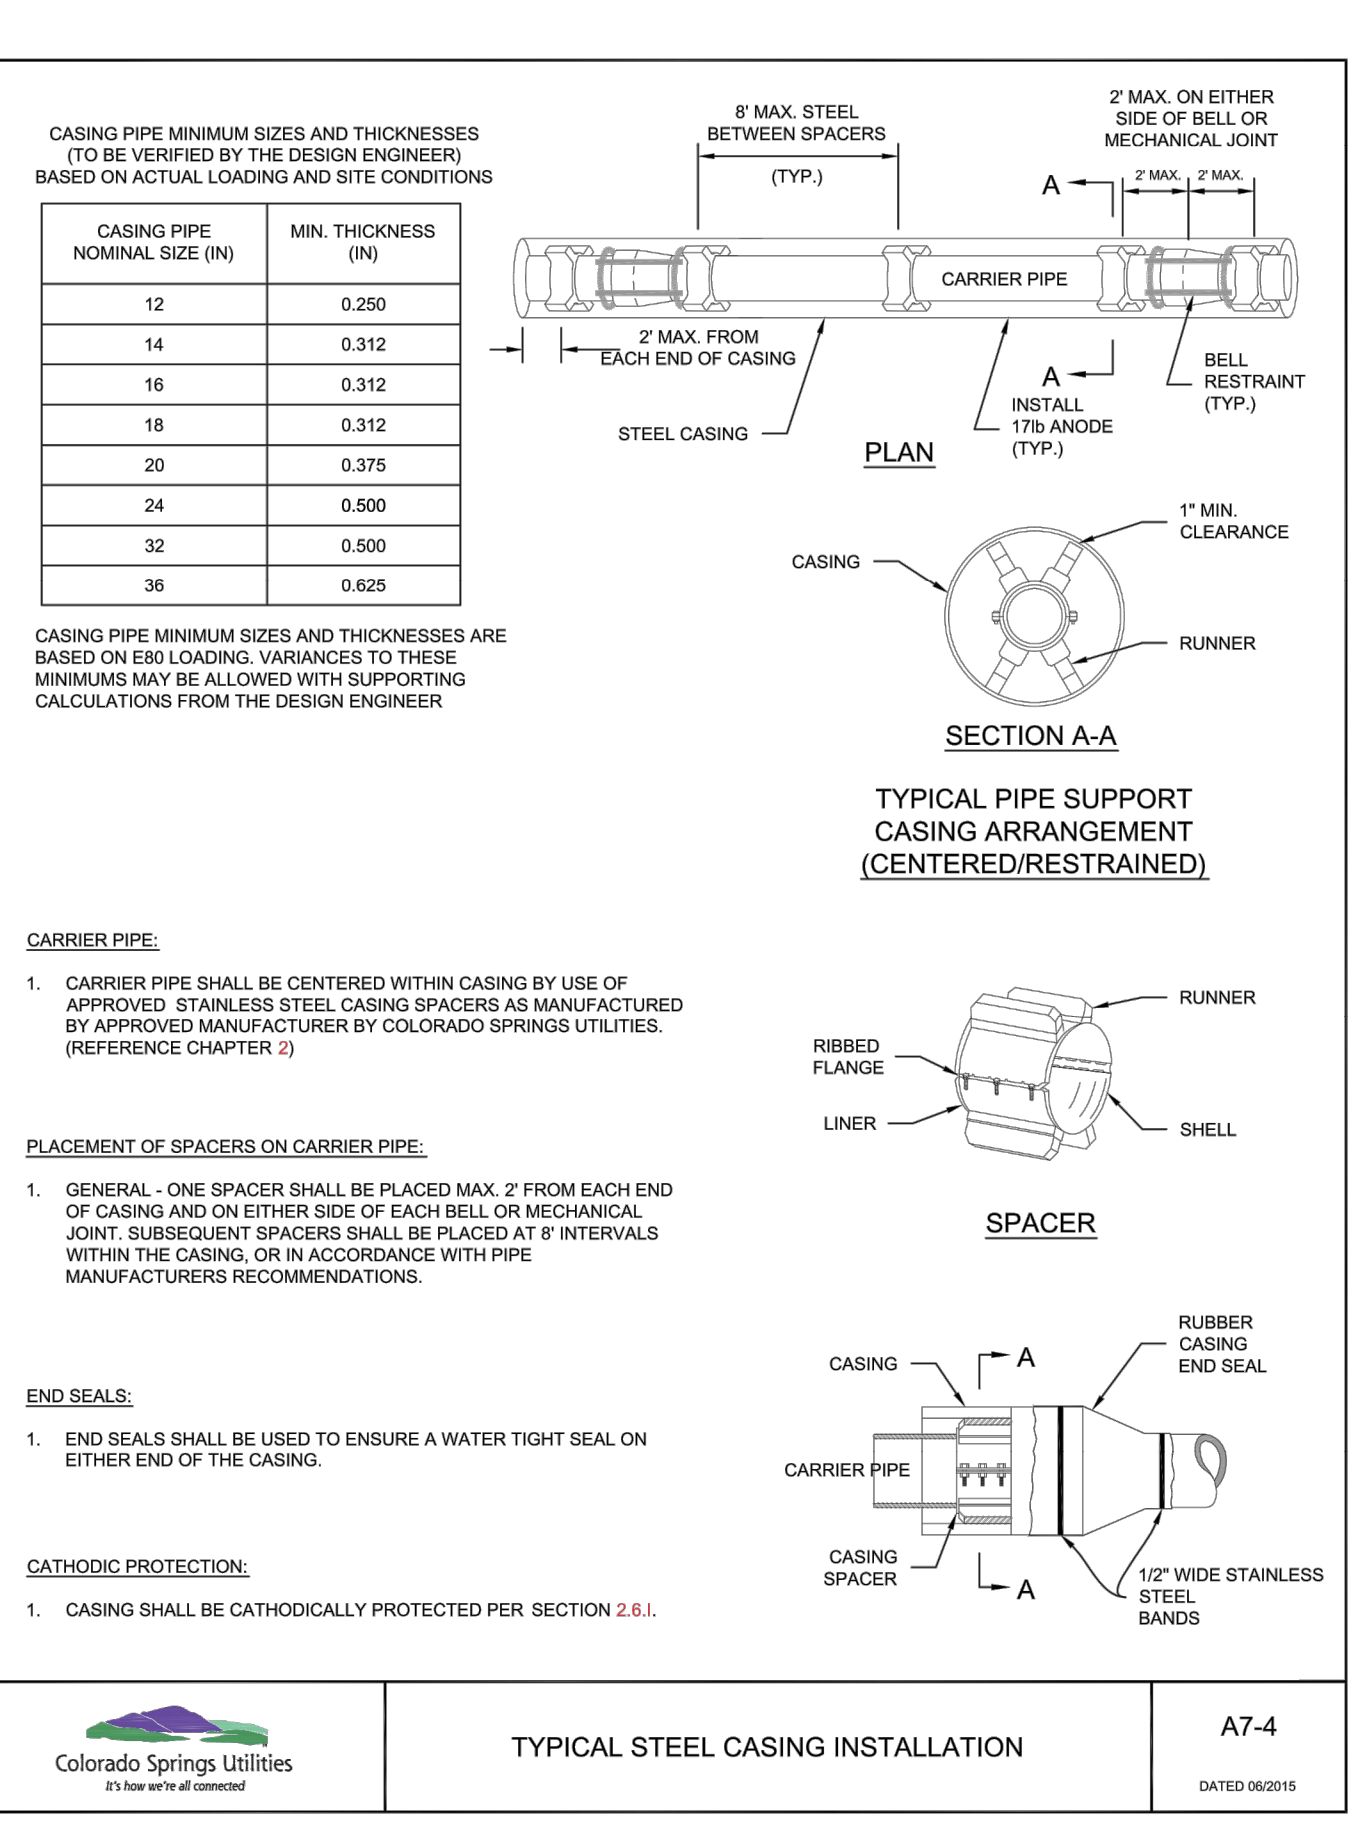 CASING PIPE MINIMUM SIZES AND THICKNESSES
(TO BE VERIFIED BY THE DESIGN ENGINEER)
BASED ON ACTUAL LOADING AND SITE CONDITIONS
CASING PIPE
NOMINAL SIZE (IN)
MIN. THICKNESS
(IN)
12 0.250
14 0.312
16 0.312
18 0.312
20 0.375
24 0.500
32 0.500
36 0.625
CASING PIPE MINIMUM SIZES AND THICKNESSES ARE
BASED ON E80 LOADING. VARIANCES TO THESE
MINIMUMS MAY BE ALLOWED WITH SUPPORTING
CALCULATIONS FROM THE DESIGN ENGINEER
8' MAX. STEEL
BETWEEN SPACERS
(TYP.)
2' MAX. ON EITHER
SIDE OF BELL OR
MECHANICAL JOINT
2' MAX. 2' MAX.
A
CARRIER PIPE
2' MAX. FROM
EACH END OF CASING
STEEL CASING
A
INSTALL
17lb ANODE
(TYP.)
BELL
RESTRAINT
(TYP.)
PLAN
1" MIN.
CLEARANCE
CASING
RUNNER
SECTION A-A
TYPICAL PIPE SUPPORT
CASING ARRANGEMENT
(CENTERED/RESTRAINED)
CARRIER PIPE:
1. CARRIER PIPE SHALL BE CENTERED WITHIN CASING BY USE OF
APPROVED STAINLESS STEEL CASING SPACERS AS MANUFACTURED
BY APPROVED MANUFACTURER BY COLORADO SPRINGS UTILITIES.
(REFERENCE CHAPTER 2)
PLACEMENT OF SPACERS ON CARRIER PIPE:
1. GENERAL - ONE SPACER SHALL BE PLACED MAX. 2' FROM EACH END
OF CASING AND ON EITHER SIDE OF EACH BELL OR MECHANICAL
JOINT. SUBSEQUENT SPACERS SHALL BE PLACED AT 8' INTERVALS
WITHIN THE CASING, OR IN ACCORDANCE WITH PIPE
MANUFACTURERS RECOMMENDATIONS.
END SEALS:
1. END SEALS SHALL BE USED TO ENSURE A WATER TIGHT SEAL ON
EITHER END OF THE CASING.
CATHODIC PROTECTION:
1. CASING SHALL BE CATHODICALLY PROTECTED PER SECTION 2.6.I.
RUNNER
RIBBED
FLANGE
LINER
SHELL
SPACER
RUBBER
CASING
END SEAL
CASING
A
CARRIER PIPE
CASING
SPACER
A
1/2" WIDE STAINLESS
STEEL
BANDS
Colorado Springs Utilities
It's how we're all connected
TYPICAL STEEL CASING INSTALLATION
A7-4
DATED 06/2015